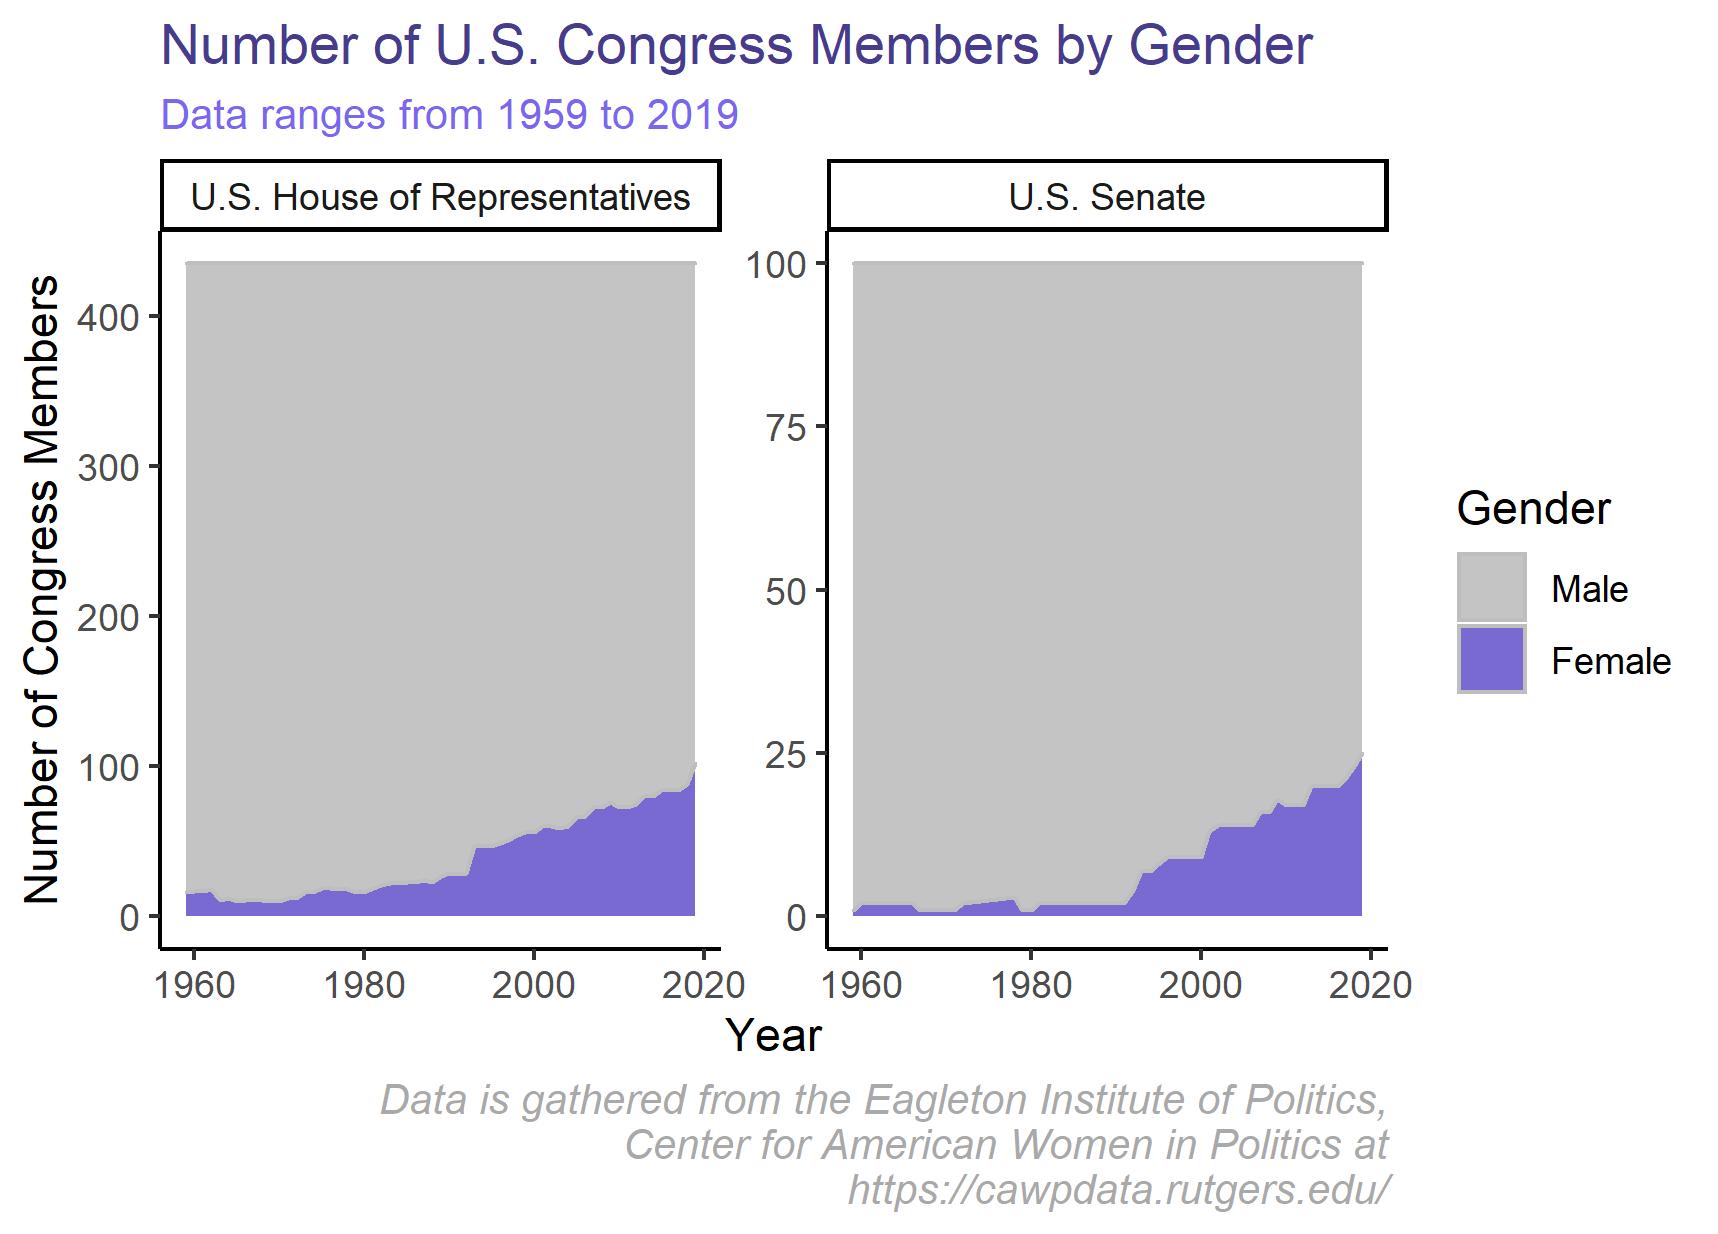 Number of U.S. Congress Members by Gender
Data ranges from 1959 to 2019
U.S. House of Representatives
U.S. Senate
Number of Congress Members
400
300
200
100
0
1960
1980
2000
2020
100
75
50
25
0
1960
1980
2000
2020
Year
Gender
Male
Female
Data is gathered from the Eagleton Institute of Politics,
Center for American Women in Politics at
https://cawpdata.rutgers.edu/